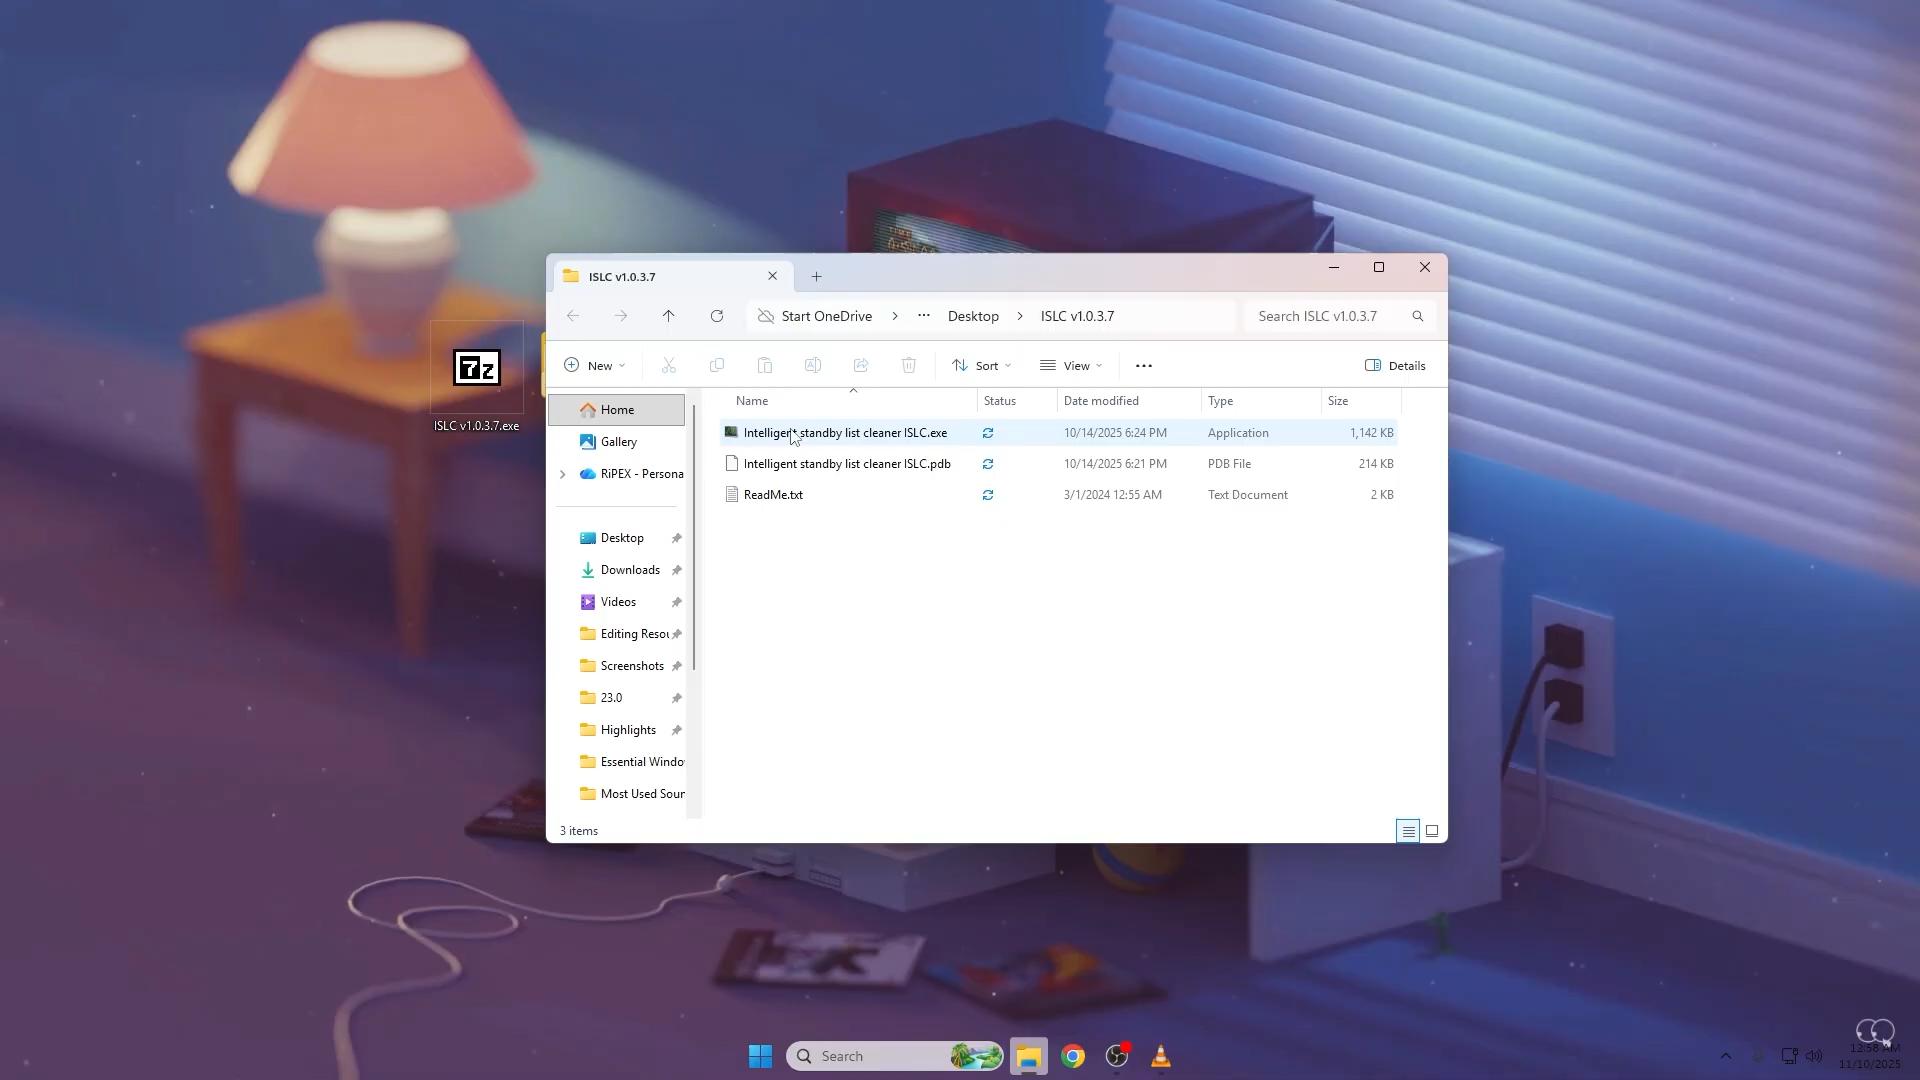 ISLC v1.0.3.7
Start OneDrive > ... Desktop > ISLC v1.0.3.7
Search ISLC v1.0.3.7
New
Sort
View
Details
Home
Gallery
RiPEX - Persona
Desktop
Downloads
Videos
Editing Resou
Screenshots
23.0
Highlights
Essential Windo
Most Used Soun
Name Status Date modified Type Size
Intelligent standby list cleaner ISLC.exe 10/14/2025 6:24 PM Application 1,142 KB
Intelligent standby list cleaner ISLC.pdb 10/14/2025 6:21 PM PDB File 214 KB
ReadMe.txt 3/1/2024 12:55 AM Text Document 2 KB
3 items
7z
ISLC v1.0.3.7.exe
Search
12:58 AM
11/10/2025